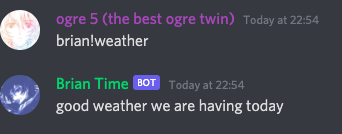 ogre 5 (the best ogre twin) Today at 22:54
brian!weather
Brian Time BOT Today at 22:54
good weather we are having today